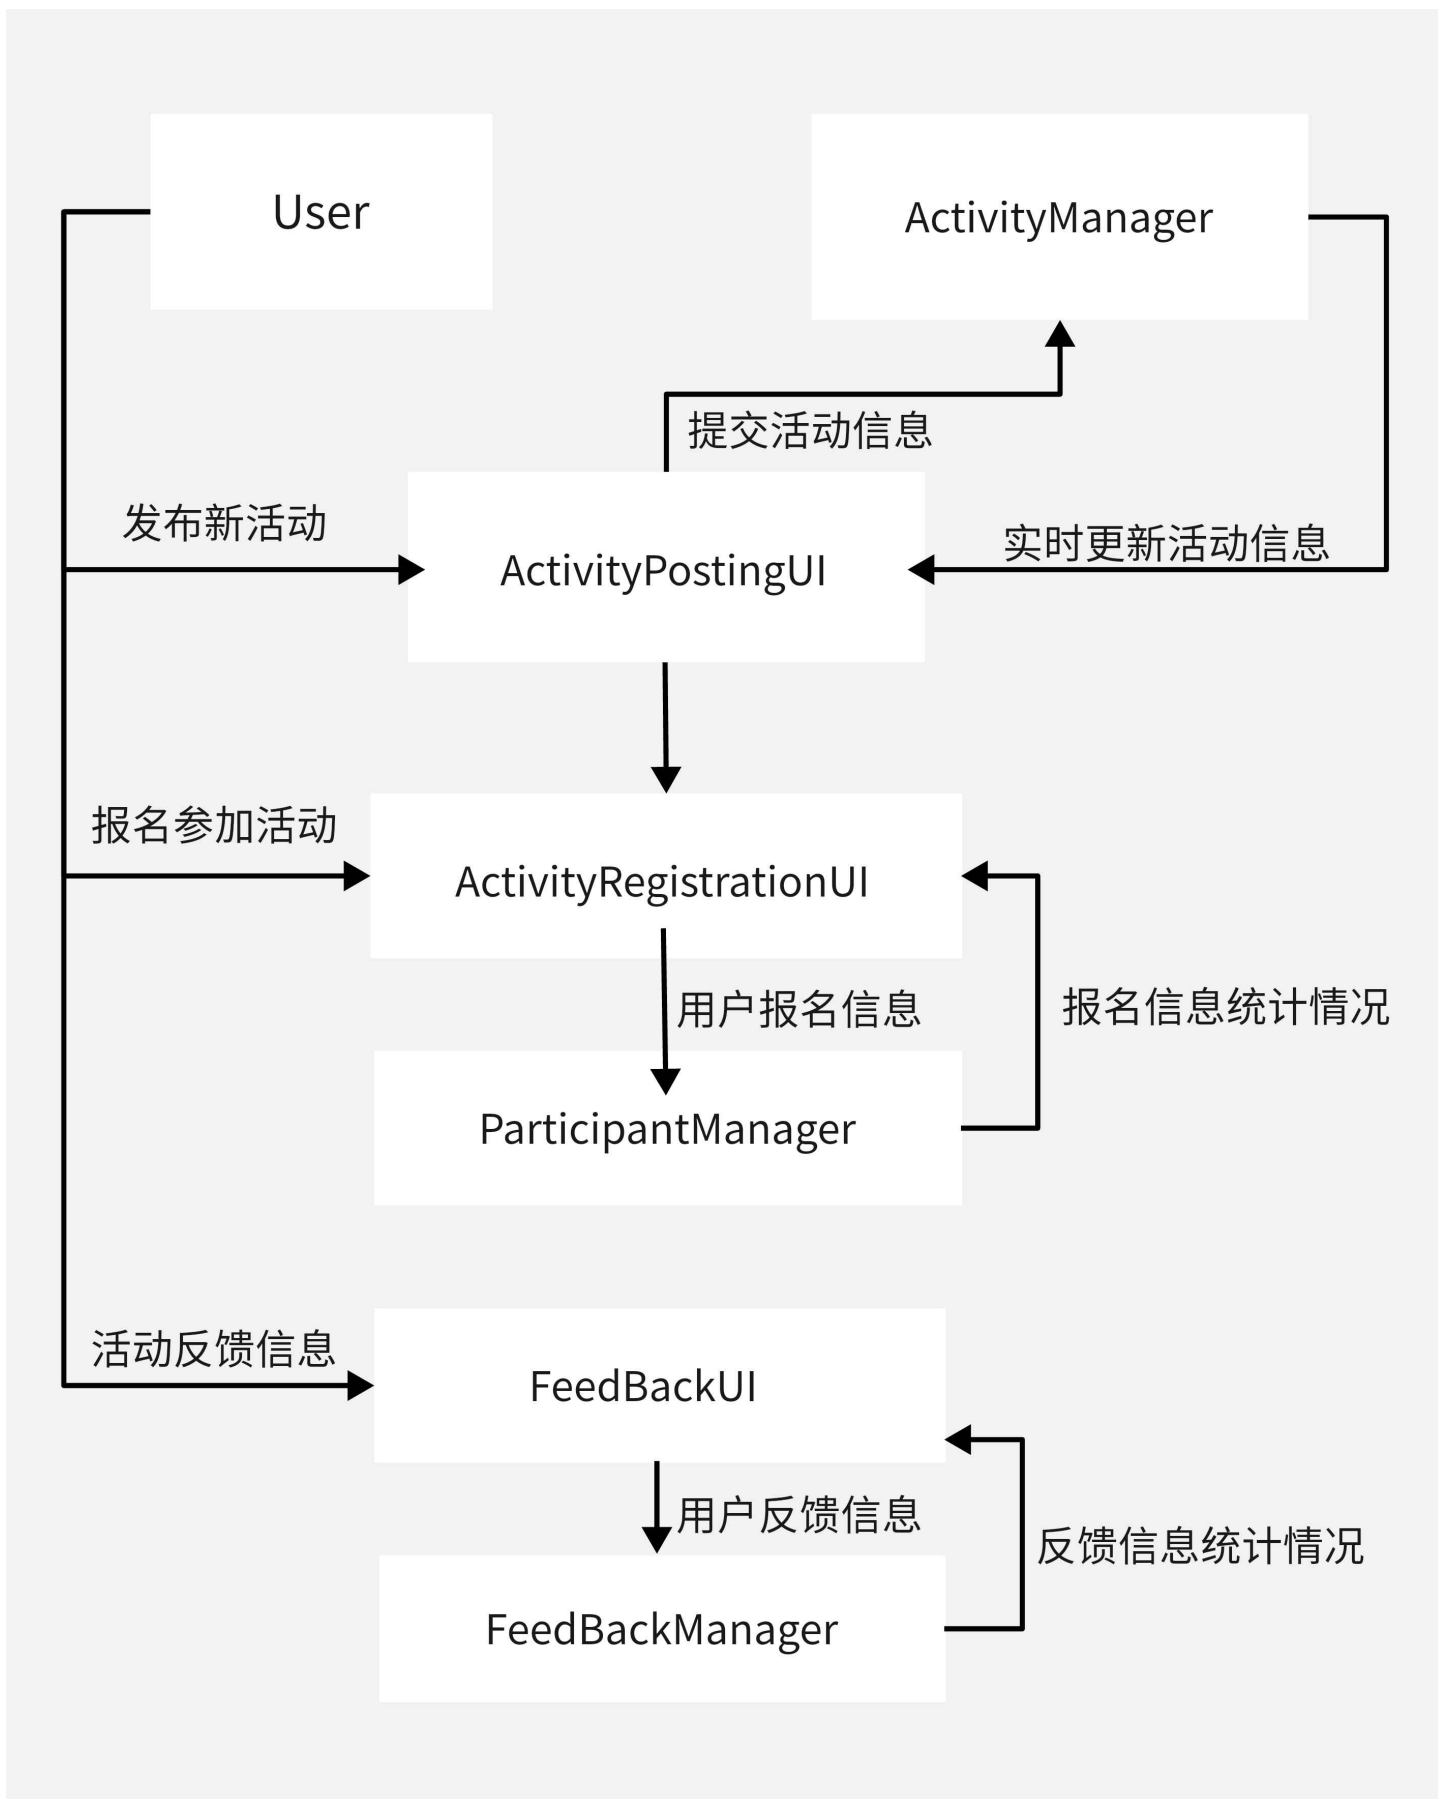 User
ActivityManager
提交活动信息
发布新活动
实时更新活动信息
ActivityPostingUI
报名参加活动
ActivityRegistrationUI
用户报名信息
报名信息统计情况
ParticipantManager
活动反馈信息
FeedBackUI
用户反馈信息
反馈信息统计情况
FeedBackManager